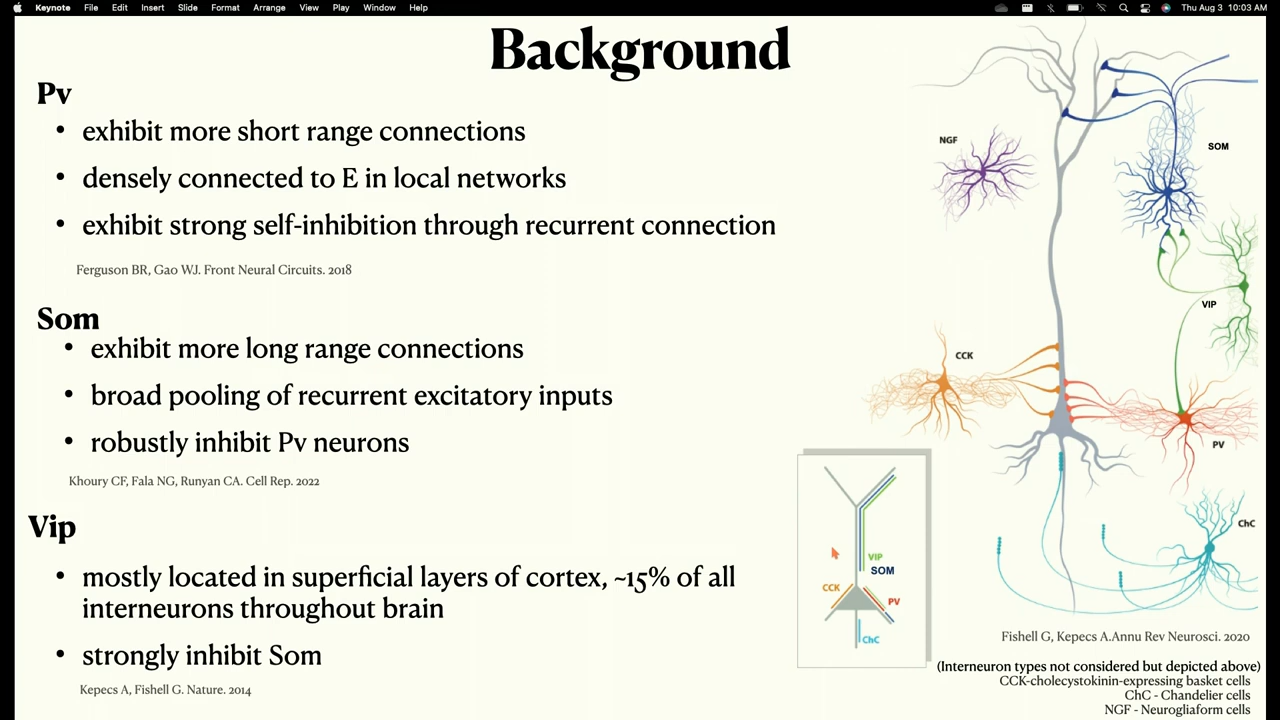 Keynote File Edit Insert Slide Format Arrange View Play Window Help Thu Aug 3 10:03 AM
Background
Pv
• exhibit more short range connections
• densely connected to E in local networks
• exhibit strong self-inhibition through recurrent connection
Ferguson BR, Gao WJ. Front Neural Circuits. 2018
Som
• exhibit more long range connections
• broad pooling of recurrent excitatory inputs
• robustly inhibit Pv neurons
Khoury CF, Fala NG, Runyan CA. Cell Rep. 2022
Vip
• mostly located in superficial layers of cortex, ~15% of all
interneurons throughout brain
• strongly inhibit Som
Kepecs A, Fishell G. Nature. 2014
NGF
SOM
VIP
CCK
PV
ChC
VIP
SOM
CCK
PV
ChC
Fishell G, Kepecs A.Annu Rev Neurosci. 2020
(Interneuron types not considered but depicted above)
CCK-cholecystokinin-expressing basket cells
ChC - Chandelier cells
NGF - Neurogliaform cells